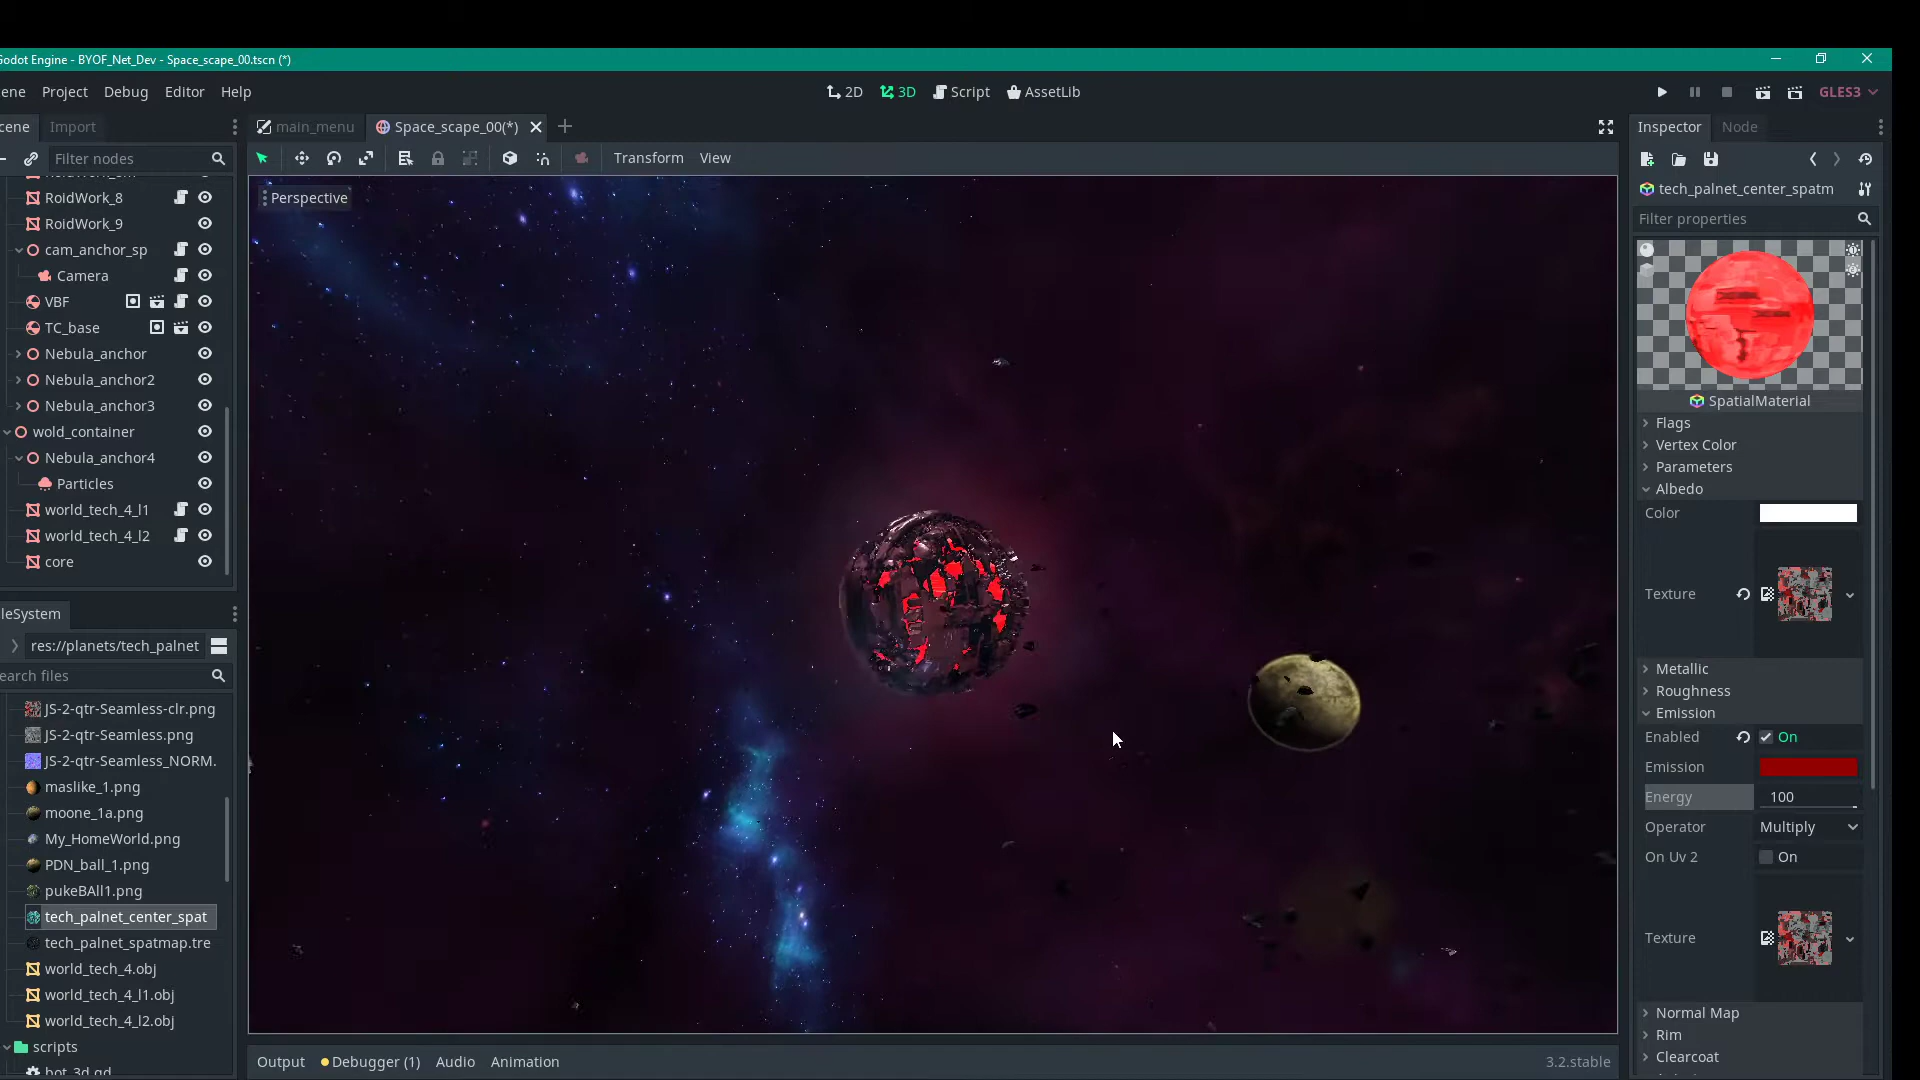 Godot Engine - BYOF_Net_Dev - Space_scape_00.tscn (*)
ene Project Debug Editor Help
2D 3D Script AssetLib
GLES3
cene Import
main_menu Space_scape_00(*)
Inspector Node
Filter nodes
Transform View
Perspective
RoidWork_8
RoidWork_9
cam_anchor_sp
Camera
VBF
TC_base
Nebula_anchor
Nebula_anchor2
Nebula_anchor3
wold_container
Nebula_anchor4
Particles
world_tech_4_l1
world_tech_4_l2
core
leSystem
res://planets/tech_palnet
earch files
JS-2-qtr-Seamless-clr.png
JS-2-qtr-Seamless.png
JS-2-qtr-Seamless_NORM.
maslike_1.png
moone_1a.png
My_HomeWorld.png
PDN_ball_1.png
pukeBAll1.png
tech_palnet_center_spat
tech_palnet_spatmap.tre
world_tech_4.obj
world_tech_4_l1.obj
world_tech_4_l2.obj
scripts
bot_3d.gd
Output Debugger (1) Audio Animation
3.2.stable
tech_palnet_center_spatm
Filter properties
SpatialMaterial
Flags
Vertex Color
Parameters
Albedo
Color
Texture
Metallic
Roughness
Emission
Enabled On
Emission
Energy 100
Operator Multiply
On Uv 2 On
Texture
Normal Map
Rim
Clearcoat